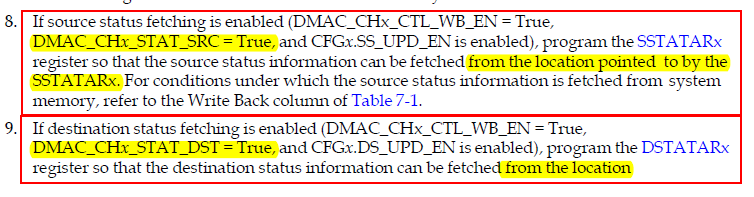 8. If source status fetching is enabled (DMAC_CHx_CTL_WB_EN = True,
DMAC_CHx_STAT_SRC = True, and CFGx.SS_UPD_EN is enabled), program the SSTATARx
register so that the source status information can be fetched from the location pointed to by the
SSTATARx. For conditions under which the source status information is fetched from system
memory, refer to the Write Back column of Table 7-1.
9. If destination status fetching is enabled (DMAC_CHx_CTL_WB_EN = True,
DMAC_CHx_STAT_DST = True, and CFGx.DS_UPD_EN is enabled), program the DSTATARx
register so that the destination status information can be fetched from the location